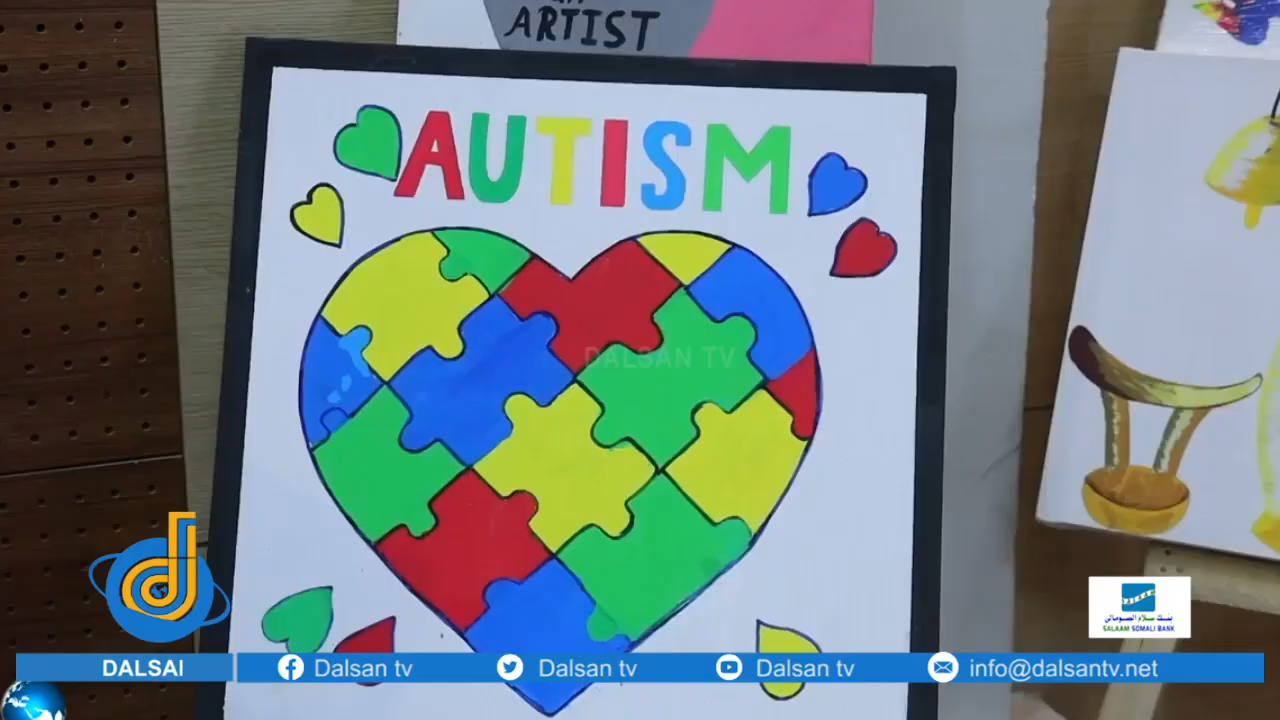 ARTIST
AUTISM
DALSAN TV
بنك سلام الصومالي
SALAAM SOMALI BANK
DALSAI
Dalsan tv
Dalsan tv
Dalsan tv
info@dalsantv.net